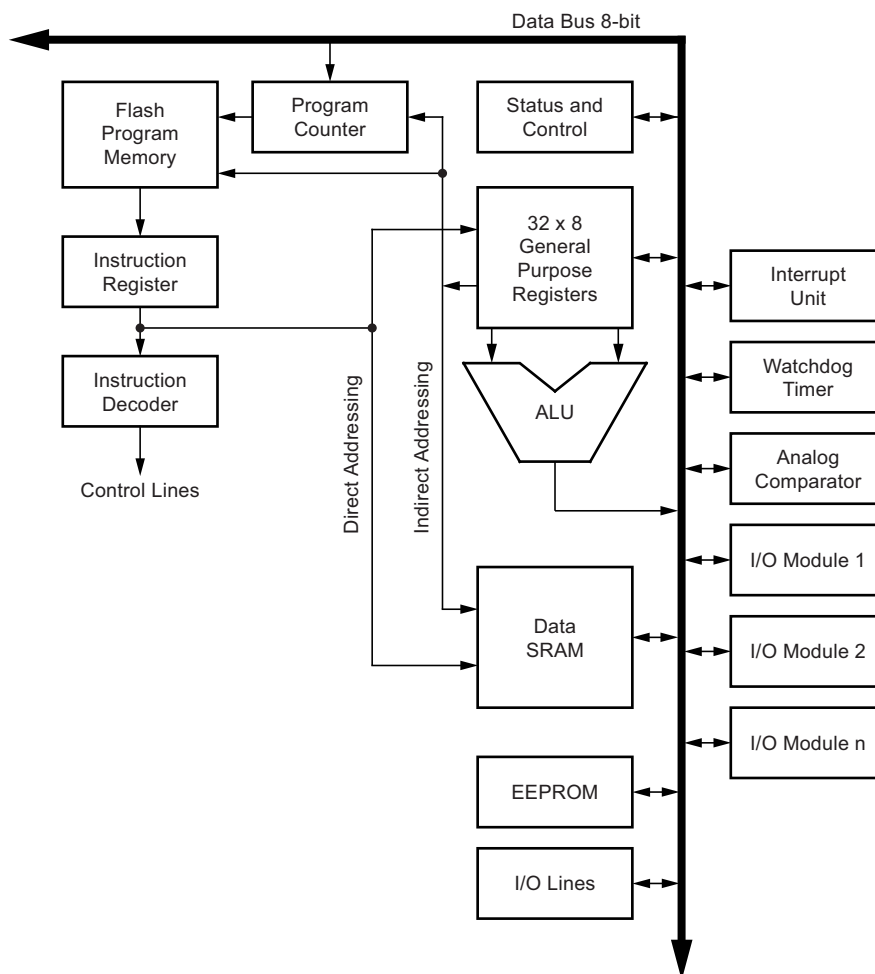 Data Bus 8-bit
Flash
Program
Memory
Program
Counter
Status and
Control
32 x 8
General
Purpose
Registers
Instruction
Register
Interrupt
Unit
Instruction
Decoder
Watchdog
Timer
ALU
Direct Addressing
Indirect Addressing
Analog
Comparator
Control Lines
I/O Module 1
Data
SRAM
I/O Module 2
I/O Module n
EEPROM
I/O Lines